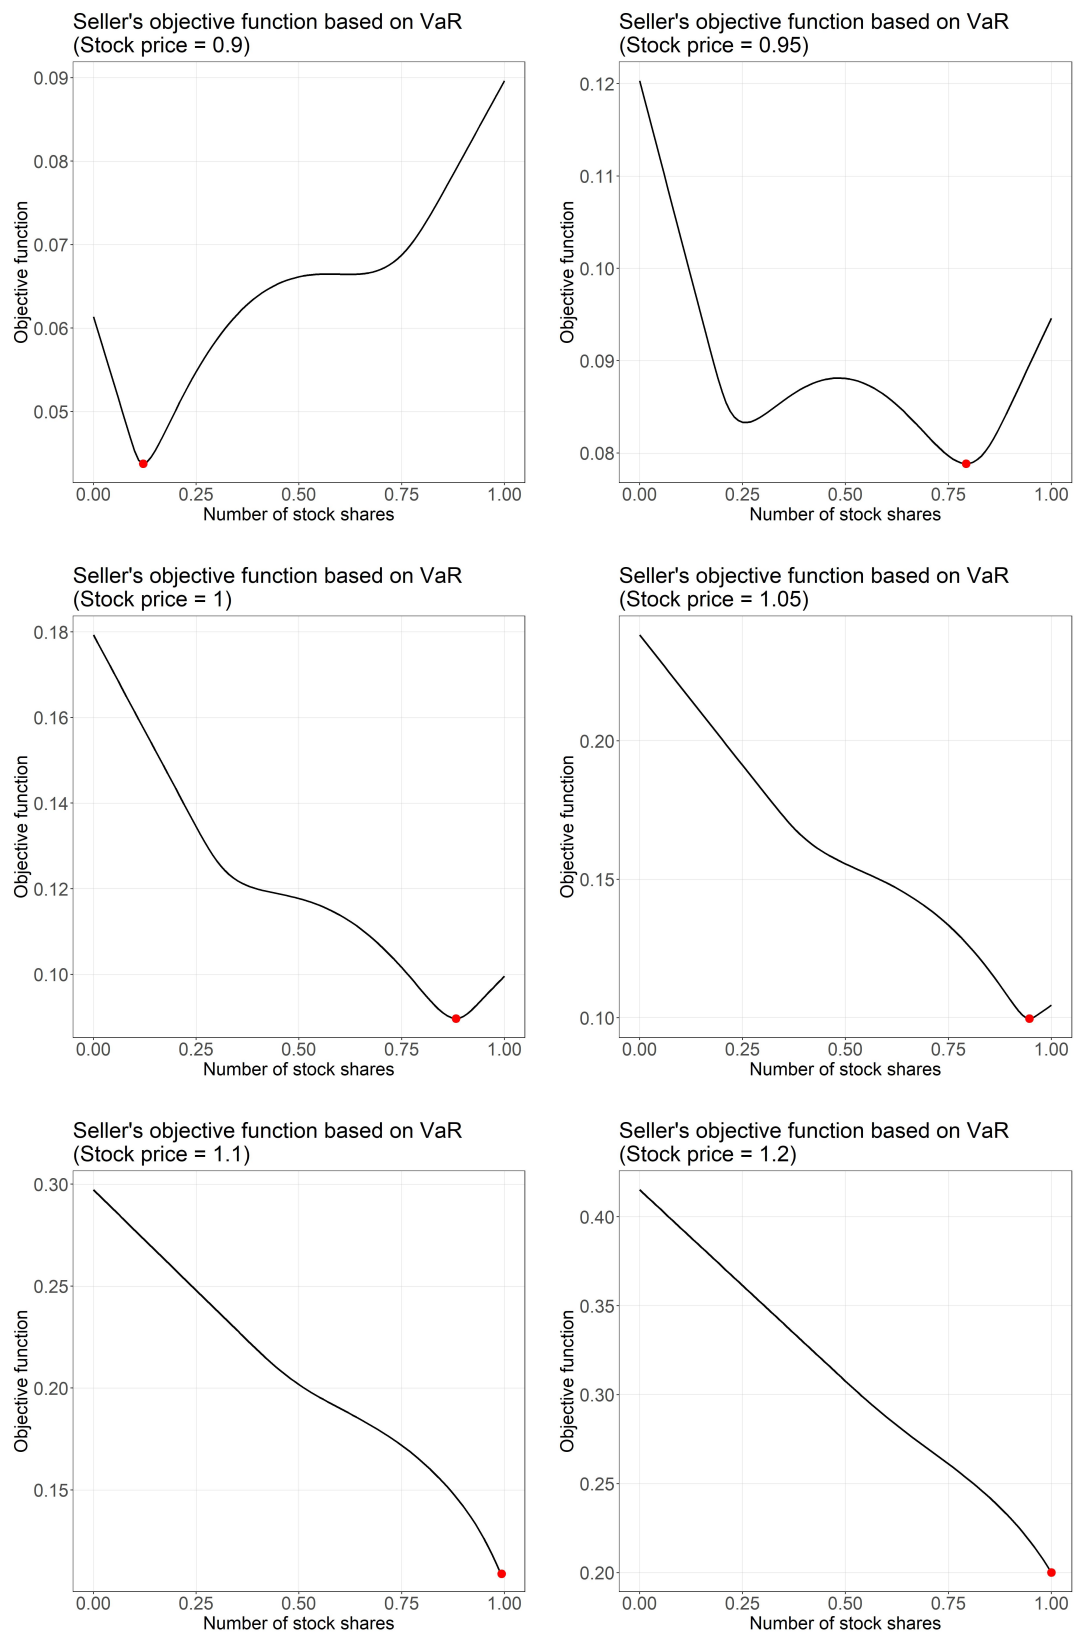 Seller's objective function based on VaR
(Stock price = 0.9)
0.09
0.08
0.07
0.06
0.05
Objective function
0.00 0.25 0.50 0.75 1.00
Number of stock shares
Seller's objective function based on VaR
(Stock price = 0.95)
0.12
0.11
0.10
0.09
0.08
Objective function
0.00 0.25 0.50 0.75 1.00
Number of stock shares
Seller's objective function based on VaR
(Stock price = 1)
0.18
0.16
0.14
0.12
0.10
Objective function
0.00 0.25 0.50 0.75 1.00
Number of stock shares
Seller's objective function based on VaR
(Stock price = 1.05)
0.20
0.15
0.10
Objective function
0.00 0.25 0.50 0.75 1.00
Number of stock shares
Seller's objective function based on VaR
(Stock price = 1.1)
0.30
0.25
0.20
0.15
Objective function
0.00 0.25 0.50 0.75 1.00
Number of stock shares
Seller's objective function based on VaR
(Stock price = 1.2)
0.40
0.35
0.30
0.25
0.20
Objective function
0.00 0.25 0.50 0.75 1.00
Number of stock shares